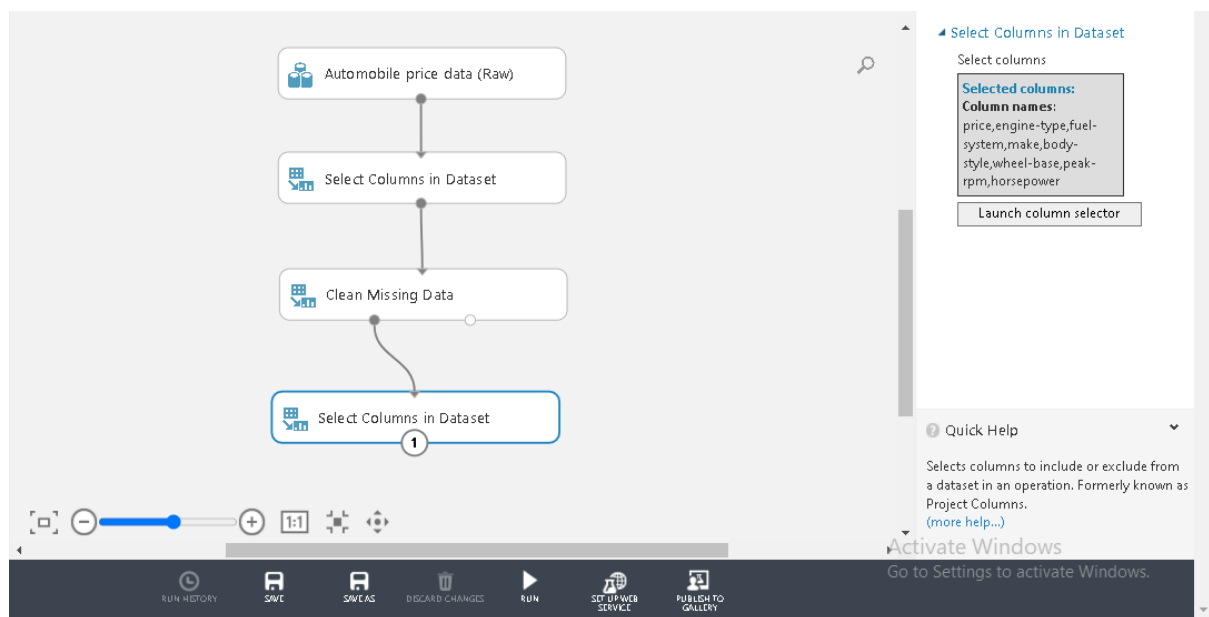 Automobile price data (Raw)
Select Columns in Dataset
Clean Missing Data
Select Columns in Dataset
1
1:1
RUN HISTORY
SAVE
SAVE AS
DISCARD CHANGES
RUN
SET UP WEB
SERVICE
PUBLISH TO
GALLERY
Select Columns in Dataset
Select columns
Selected columns:
Column names:
price,engine-type,fuel-
system,make,body-
style,wheel-base,peak-
rpm,horsepower
Launch column selector
Quick Help
Selects columns to include or exclude from
a dataset in an operation. Formerly known as
Project Columns.
(more help...)
Activate Windows
Go to Settings to activate Windows.